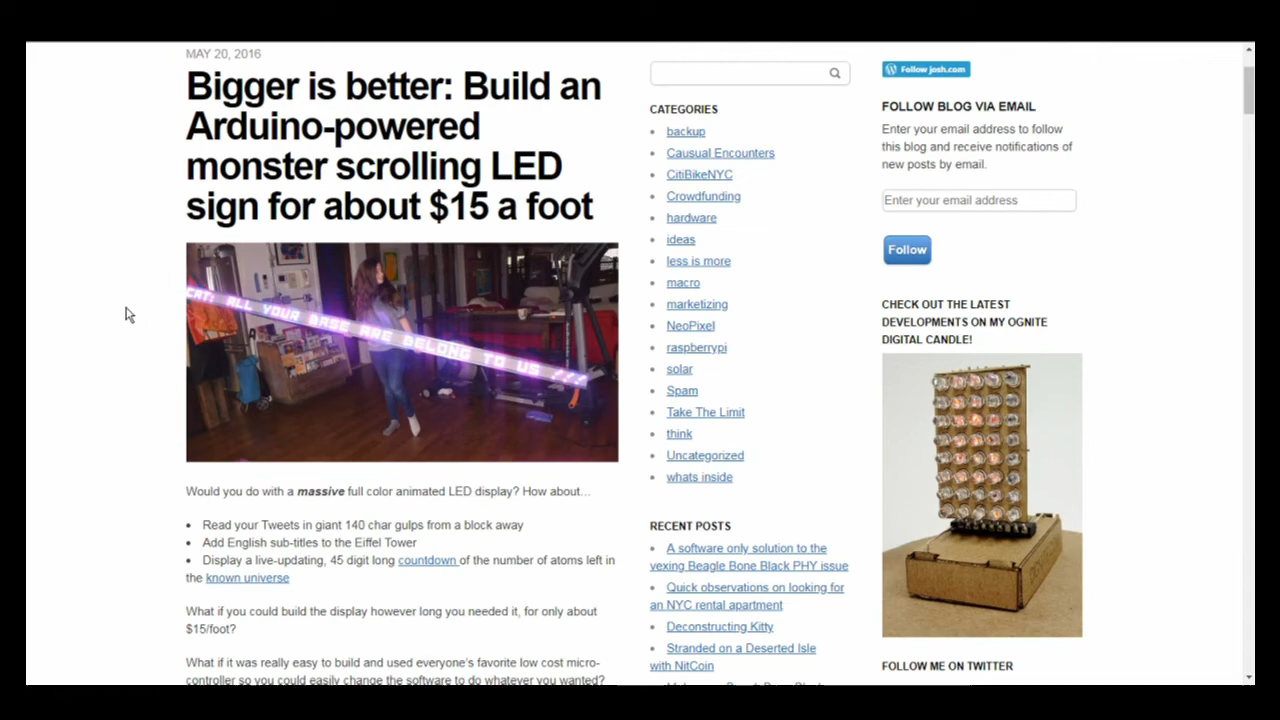 MAY 20, 2016
Bigger is better: Build an
Arduino-powered
monster scrolling LED
sign for about $15 a foot
CAT: ALL YOUR BASE ARE BELONG TO US !!!
Would you do with a massive full color animated LED display? How about…
• Read your Tweets in giant 140 char gulps from a block away
• Add English sub-titles to the Eiffel Tower
• Display a live-updating, 45 digit long countdown of the number of atoms left in
the known universe
What if you could build the display however long you needed it, for only about
$15/foot?
What if it was really easy to build and used everyone's favorite low cost micro-
controller so you could easily change the software to do whatever you wanted?
CATEGORIES
• backup
• Causual Encounters
• CitiBikeNYC
• Crowdfunding
• hardware
• ideas
• less is more
• macro
• marketizing
• NeoPixel
• raspberrypi
• solar
• Spam
• Take The Limit
• think
• Uncategorized
• whats inside
RECENT POSTS
• A software only solution to the
vexing Beagle Bone Black PHY issue
• Quick observations on looking for
an NYC rental apartment
• Deconstructing Kitty
• Stranded on a Deserted Isle
with NitCoin
Follow josh.com
FOLLOW BLOG VIA EMAIL
Enter your email address to follow
this blog and receive notifications of
new posts by email.
Enter your email address
Follow
CHECK OUT THE LATEST
DEVELOPMENTS ON MY OGNITE
DIGITAL CANDLE!
FOLLOW ME ON TWITTER